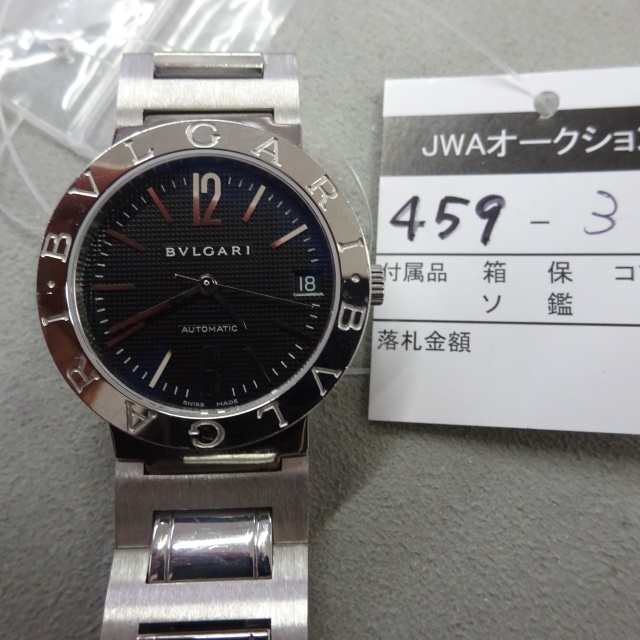 BVLGARI BVLGARI
12
BVLGARI
18
AUTOMATIC
SWISS MADE
JWAオークション
459 - 3
付属品 箱 保 コ
ソ 鑑
落札金額